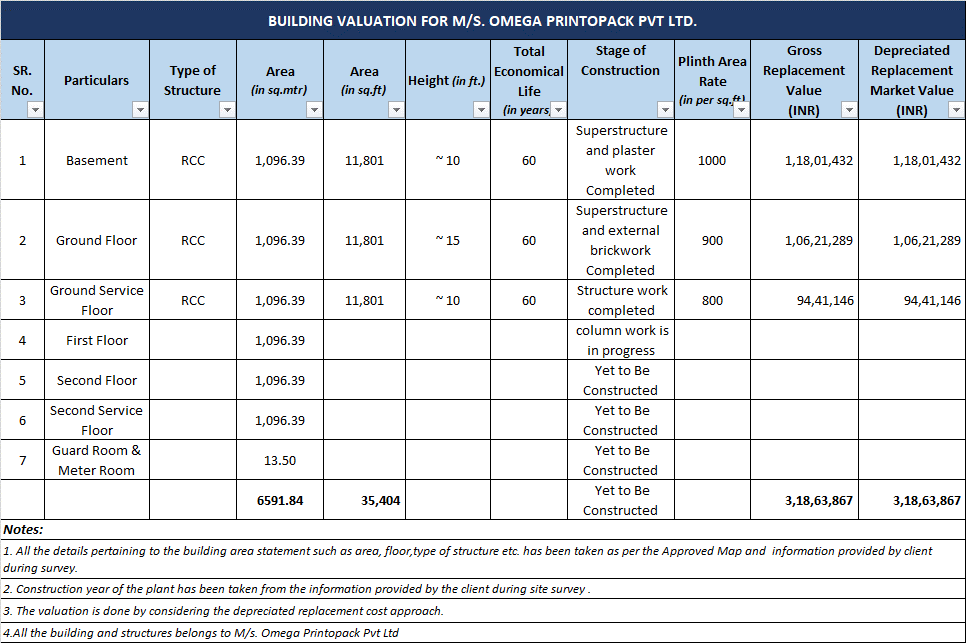 BUILDING VALUATION FOR M/S. OMEGA PRINTOPACK PVT LTD.
SR. No. Particulars Type of Structure Area (in sq.mtr) Area (in sq.ft) Height (in ft.) Total Economical Life (in years) Stage of Construction Plinth Area Rate (in per sq.ft) Gross Replacement Value (INR) Depreciated Replacement Market Value (INR)
1 Basement RCC 1,096.39 11,801 ~ 10 60 Superstructure and plaster work Completed 1000 1,18,01,432 1,18,01,432
2 Ground Floor RCC 1,096.39 11,801 ~ 15 60 Superstructure and external brickwork Completed 900 1,06,21,289 1,06,21,289
3 Ground Service Floor RCC 1,096.39 11,801 ~ 10 60 Structure work completed 800 94,41,146 94,41,146
4 First Floor 1,096.39 column work is in progress
5 Second Floor 1,096.39 Yet to Be Constructed
6 Second Service Floor 1,096.39 Yet to Be Constructed
7 Guard Room & Meter Room 13.50 Yet to Be Constructed
6591.84 35,404 Yet to Be Constructed 3,18,63,867 3,18,63,867
Notes:
1. All the details pertaining to the building area statement such as area, floor,type of structure etc. has been taken as per the Approved Map and information provided by client
during survey.
2. Construction year of the plant has been taken from the information provided by the client during site survey .
3. The valuation is done by considering the depreciated replacement cost approach.
4.All the building and structures belongs to M/s. Omega Printopack Pvt Ltd